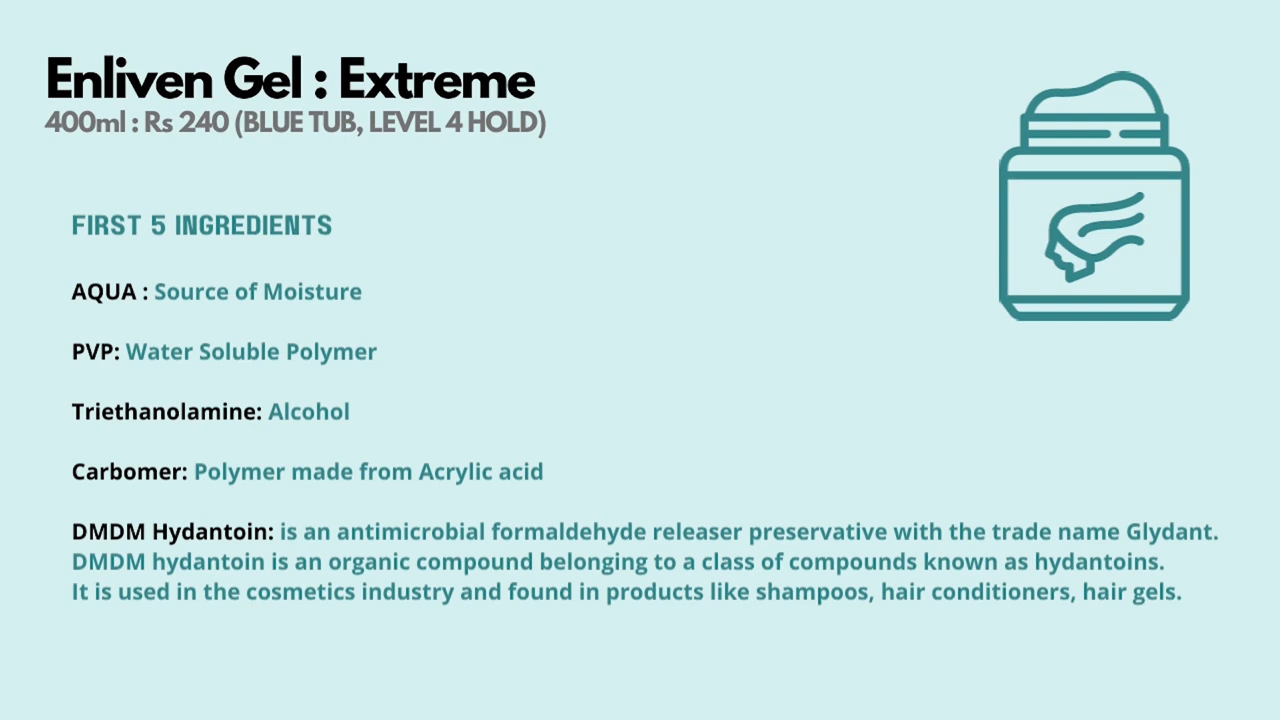 Enliven Gel : Extreme
400ml : Rs 240 (BLUE TUB, LEVEL 4 HOLD)
FIRST 5 INGREDIENTS
AQUA : Source of Moisture
PVP: Water Soluble Polymer
Triethanolamine: Alcohol
Carbomer: Polymer made from Acrylic acid
DMDM Hydantoin: is an antimicrobial formaldehyde releaser preservative with the trade name Glydant.
DMDM hydantoin is an organic compound belonging to a class of compounds known as hydantoins.
It is used in the cosmetics industry and found in products like shampoos, hair conditioners, hair gels.